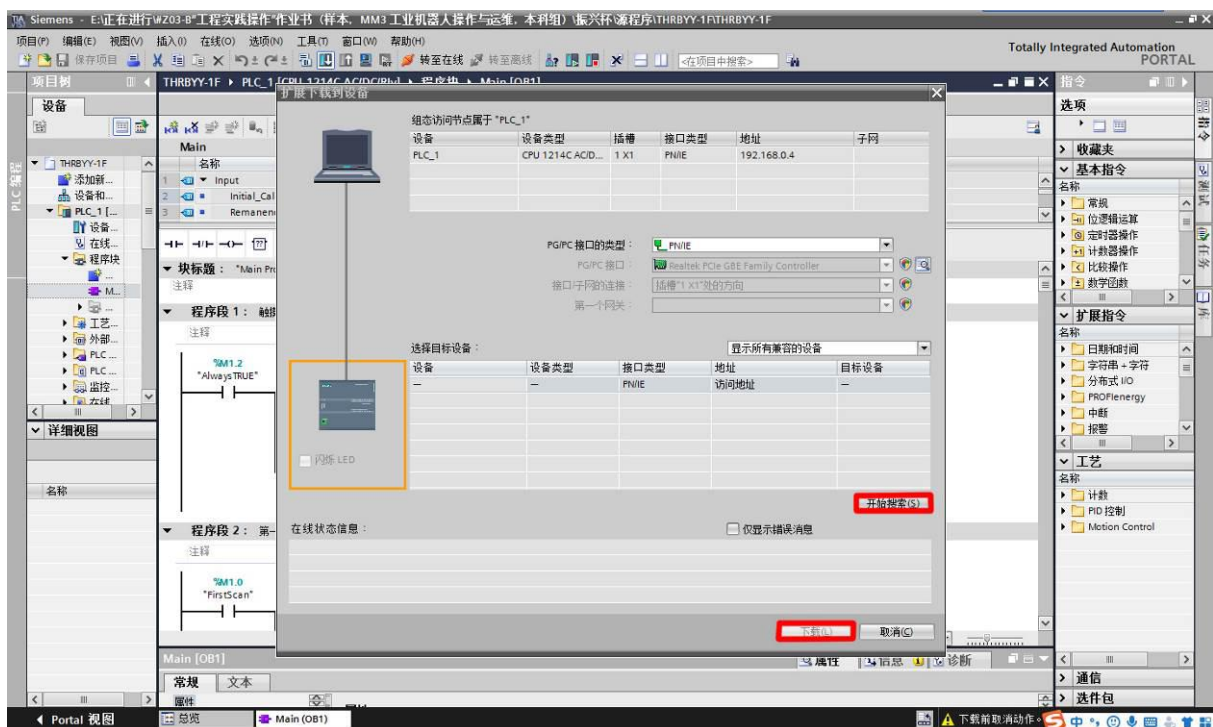 Siemens - E:\正在进行\WZ03-B"工程实践操作"作业书（样本，MM3 工业机器人操作与运维，本科组）\振兴杯\源程序\THRBYY-1F\THRBYY-1F
项目(P) 编辑(E) 视图(V) 插入(I) 在线(O) 选项(N) 工具(T) 窗口(W) 帮助(H)
Totally Integrated Automation
PORTAL
保存项目 转至在线 转至离线 <在项目中搜索>
项目树
设备
PLC 编程
THRBYY-1F
添加新...
设备和...
PLC_1 [...
设备...
在线...
程序块
...
M...
...
工艺...
外部...
PLC ...
PLC ...
监控...
在线
详细视图
名称
THRBYY-1F PLC_1 [CPU 1214C AC/DC/Rly] 程序块 Main [OB1]
Main
名称
1 Input
2 Initial_Cal
3 Remanen
块标题： "Main Pr
注释
程序段 1：
注释
%M1.2
"AlwaysTRUE"
程序段 2： 第一
注释
%M1.0
"FirstScan"
扩展下载到设备
组态访问节点属于 "PLC_1"
设备 设备类型 插槽 接口类型 地址 子网
PLC_1 CPU 1214C AC/D... 1 X1 PN/IE 192.168.0.4
PG/PC 接口的类型： PN/IE
PG/PC 接口： Realtek PCIe GBE Family Controller
接口/子网的连接： 插槽"1 X1"处的方向
第一个网关：
选择目标设备： 显示所有兼容的设备
设备 设备类型 接口类型 地址 目标设备
— — PN/IE 访问地址 —
闪烁 LED
开始搜索(S)
在线状态信息： 仅显示错误消息
下载(L) 取消(C)
Main [OB1]
属性 信息 诊断
常规 文本
属性
指令
选项
收藏夹
基本指令
名称
常规
位逻辑运算
定时器操作
计数器操作
比较操作
数学函数
扩展指令
名称
日期和时间
字符串 + 字符
分布式 I/O
PROFIenergy
中断
报警
工艺
名称
计数
PID 控制
Motion Control
通信
选件包
测试
任务
库
Portal 视图 总览 Main (OB1) 下载前取消动作。 中